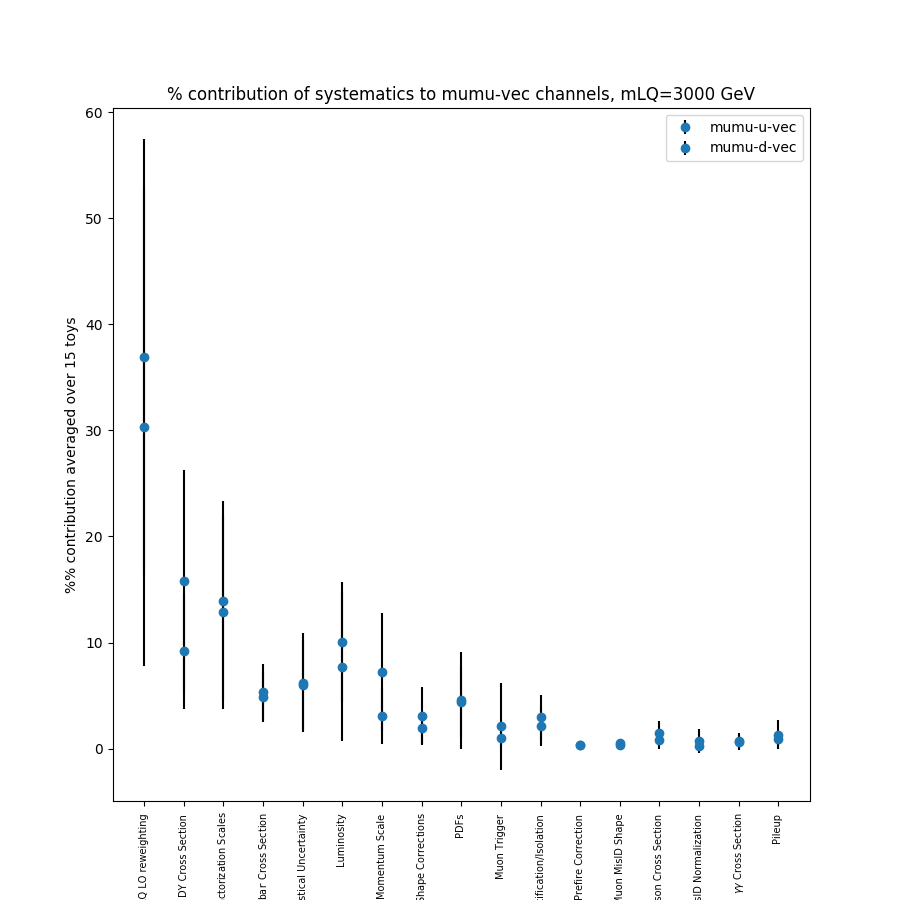 % contribution of systematics to mumu-vec channels, mLQ=3000 GeV
mumu-u-vec
mumu-d-vec
%% contribution averaged over 15 toys
60
50
40
30
20
10
0
Q LO reweighting
DY Cross Section
ctorization Scales
bar Cross Section
stical Uncertainty
Luminosity
Momentum Scale
Shape Corrections
PDFs
Muon Trigger
tification/Isolation
Prefire Correction
Muon MisID Shape
son Cross Section
sID Normalization
γγ Cross Section
Pileup